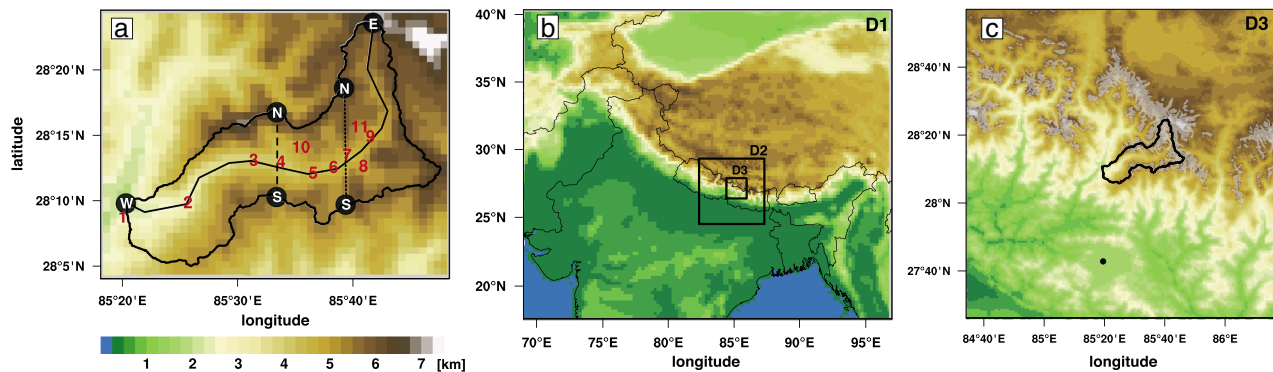 a
28°20'N
28°15'N
28°10'N
28°5'N
latitude
E
N
N
11
10
9
7
3
4
6
8
5
W
2
1
S
S
85°20'E
85°30'E
85°40'E
longitude
1 2 3 4 5 6 7 [km]
b
D1
40°N
35°N
30°N
25°N
20°N
D2
D3
70°E 75°E 80°E 85°E 90°E 95°E
longitude
c
D3
28°40'N
28°20'N
28°N
27°40'N
84°40'E 85°E 85°20'E 85°40'E 86°E
longitude